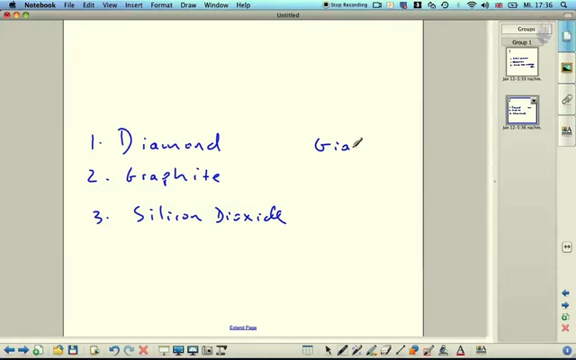 Notebook File Edit View Insert Format Draw Window Help Stop Recording Mi. 17:36
Untitled
Groups
Group 1
1. Diamond Gia
2. Graphite
3. Silicon Dioxide
Extend Page